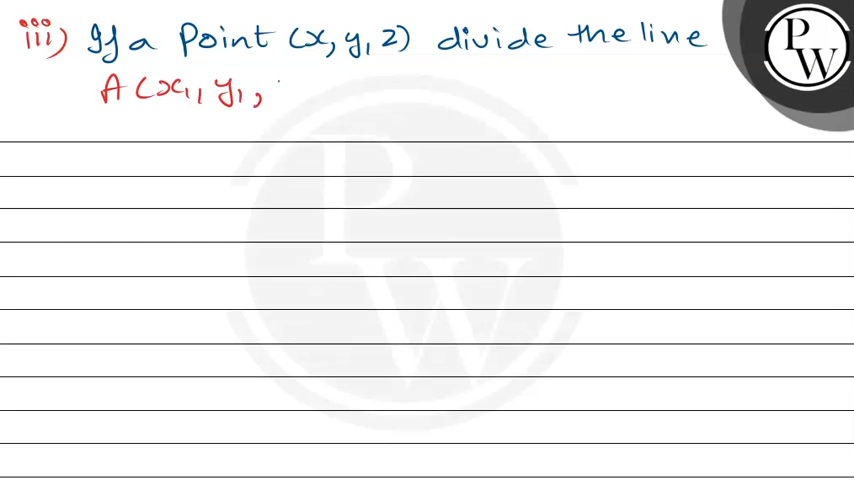 iii) If a Point (x, y, z) divide the line
A(x₁, y₁,
P
W
P
W